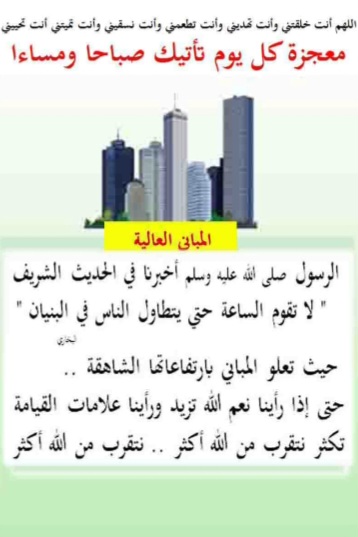 اللهم أنت خلقتني وأنت تهديني وأنت تطعمني وأنت تسقيني وأنت تميتني أنت تحييني
معجزة كل يوم تأتيك صباحا ومساءا
المباني العالية
الرسول صلى الله عليه وسلم أخبرنا في الحديث الشريف
" لا تقوم الساعة حتي يتطاول الناس في البنيان "
البخاري
حيث تعلو المباني بارتفاعاتها الشاهقة ..
حتى إذا رأينا نعم الله تزيد ورأينا علامات القيامة
تكثر نتقرب من الله أكثر .. نتقرب من الله أكثر